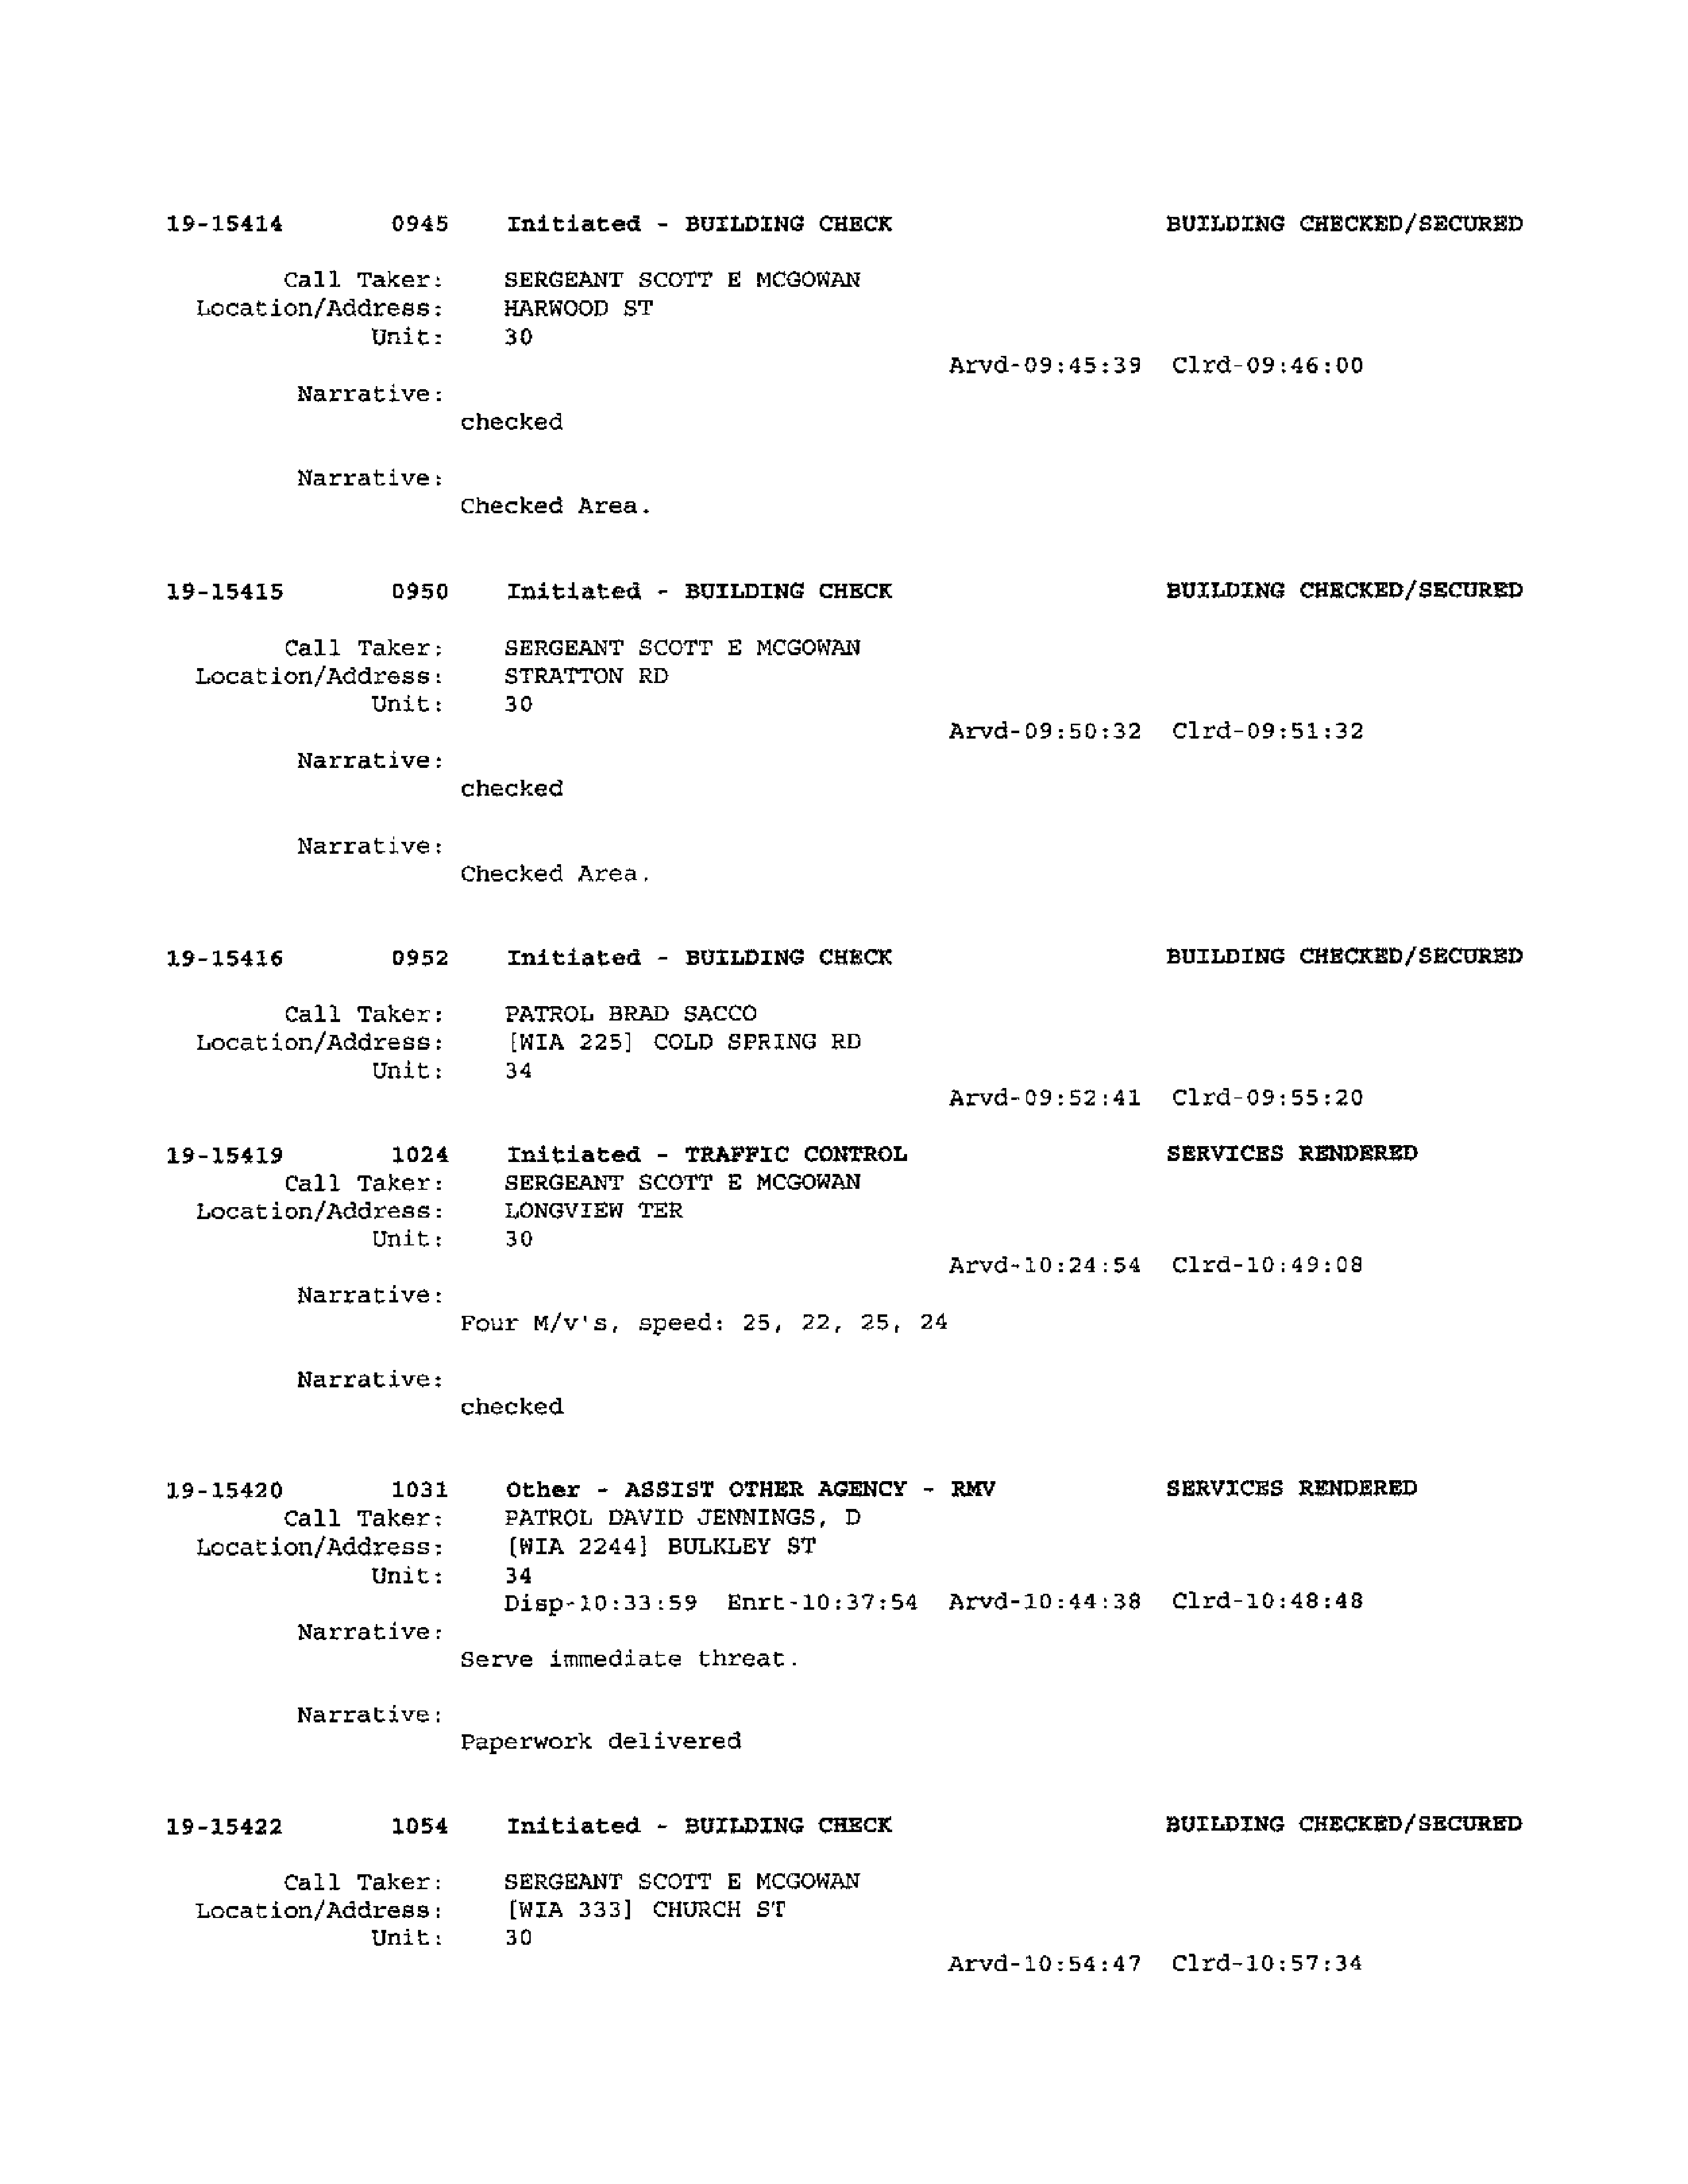 19-15414 0945 Initiated - BUILDING CHECK BUILDING CHECKED/SECURED
Call Taker: SERGEANT SCOTT E MCGOWAN
Location/Address: HARWOOD ST
Unit: 30
Arvd-09:45:39 Clrd-09:46:00
Narrative:
checked
Narrative:
Checked Area.
19-15415 0950 Initiated - BUILDING CHECK BUILDING CHECKED/SECURED
Call Taker: SERGEANT SCOTT E MCGOWAN
Location/Address: STRATTON RD
Unit: 30
Arvd-09:50:32 Clrd-09:51:32
Narrative:
checked
Narrative:
Checked Area.
19-15416 0952 Initiated - BUILDING CHECK BUILDING CHECKED/SECURED
Call Taker: PATROL BRAD SACCO
Location/Address: [WIA 225] COLD SPRING RD
Unit: 34
Arvd-09:52:41 Clrd-09:55:20
19-15419 1024 Initiated - TRAFFIC CONTROL SERVICES RENDERED
Call Taker: SERGEANT SCOTT E MCGOWAN
Location/Address: LONGVIEW TER
Unit: 30
Arvd-10:24:54 Clrd-10:49:08
Narrative:
Four M/v's, speed: 25, 22, 25, 24
Narrative:
checked
19-15420 1031 Other - ASSIST OTHER AGENCY - RMV SERVICES RENDERED
Call Taker: PATROL DAVID JENNINGS, D
Location/Address: [WIA 2244] BULKLEY ST
Unit: 34
Disp-10:33:59 Enrt-10:37:54 Arvd-10:44:38 Clrd-10:48:48
Narrative:
Serve immediate threat.
Narrative:
Paperwork delivered
19-15422 1054 Initiated - BUILDING CHECK BUILDING CHECKED/SECURED
Call Taker: SERGEANT SCOTT E MCGOWAN
Location/Address: [WIA 333] CHURCH ST
Unit: 30
Arvd-10:54:47 Clrd-10:57:34